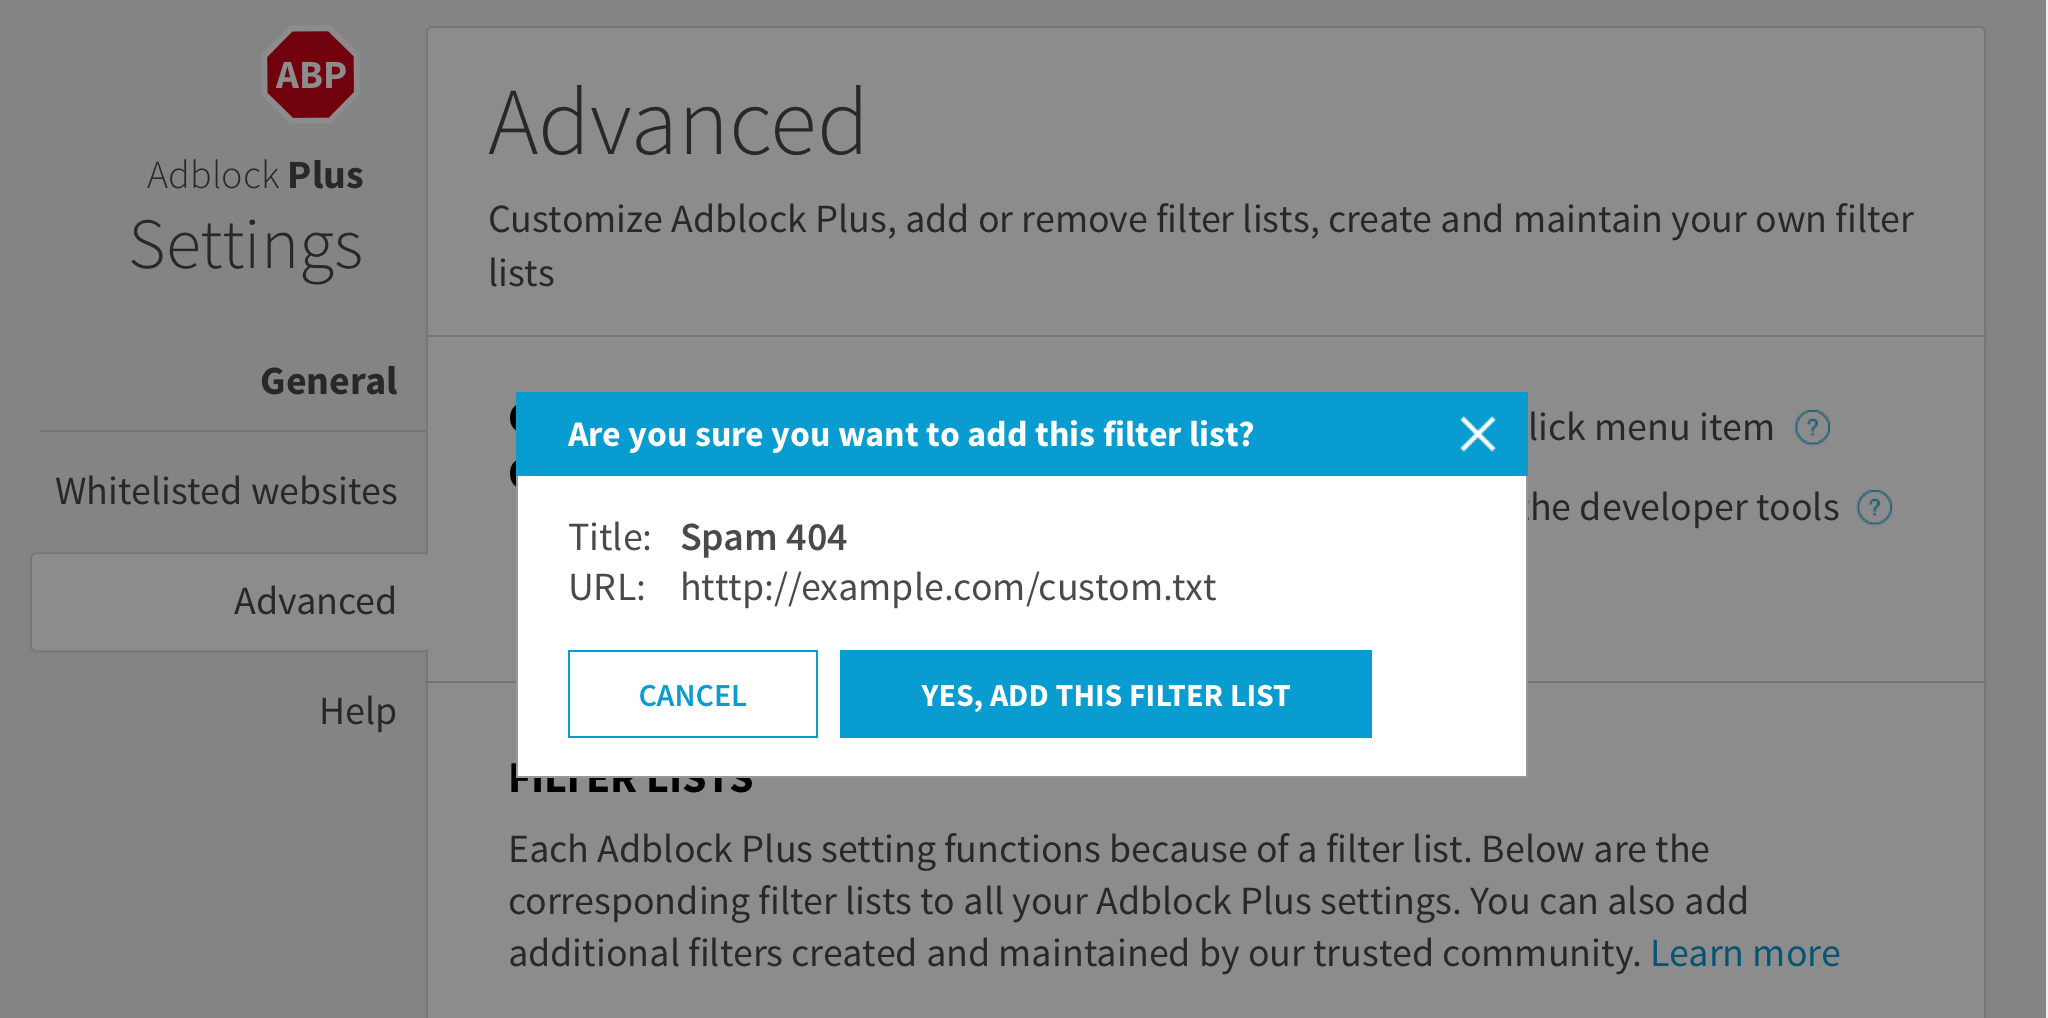 ABP
Adblock Plus
Settings
General
Whitelisted websites
Advanced
Help
Advanced
Customize Adblock Plus, add or remove filter lists, create and maintain your own filter
lists
lick menu item ?
he developer tools ?
Are you sure you want to add this filter list?
Title: Spam 404
URL: htttp://example.com/custom.txt
CANCEL
YES, ADD THIS FILTER LIST
FILTER LISTS
Each Adblock Plus setting functions because of a filter list. Below are the
corresponding filter lists to all your Adblock Plus settings. You can also add
additional filters created and maintained by our trusted community. Learn more